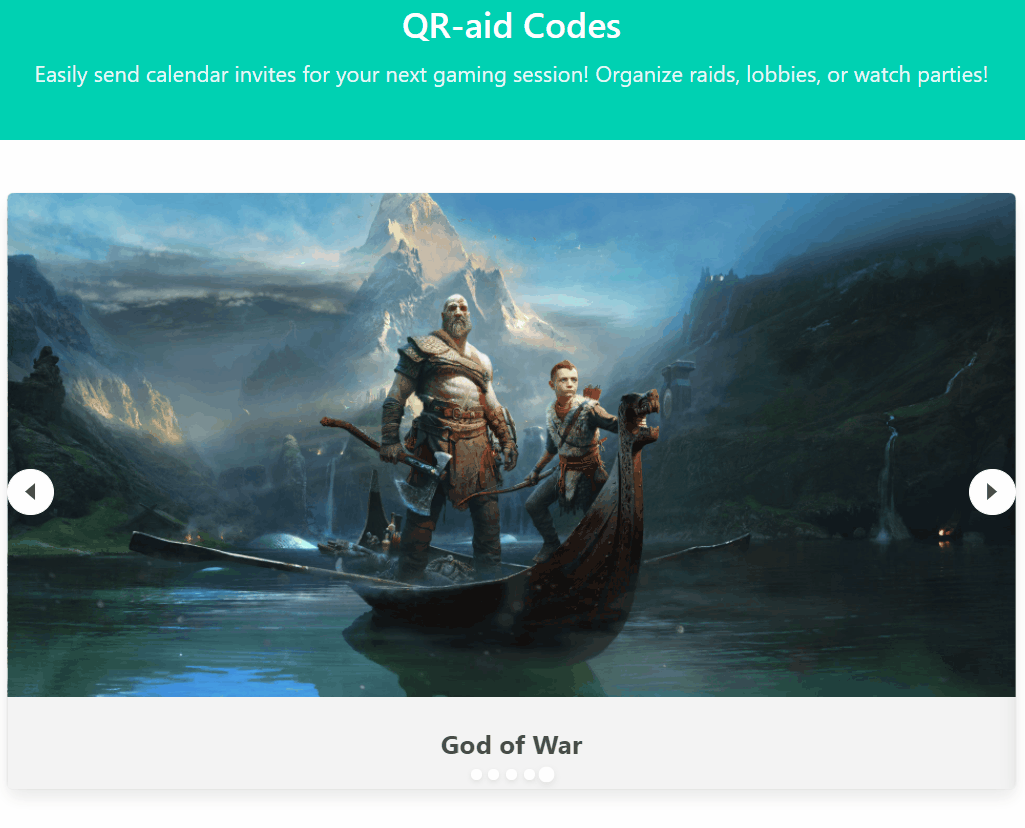 QR-aid Codes
Easily send calendar invites for your next gaming session! Organize raids, lobbies, or watch parties!
God of War